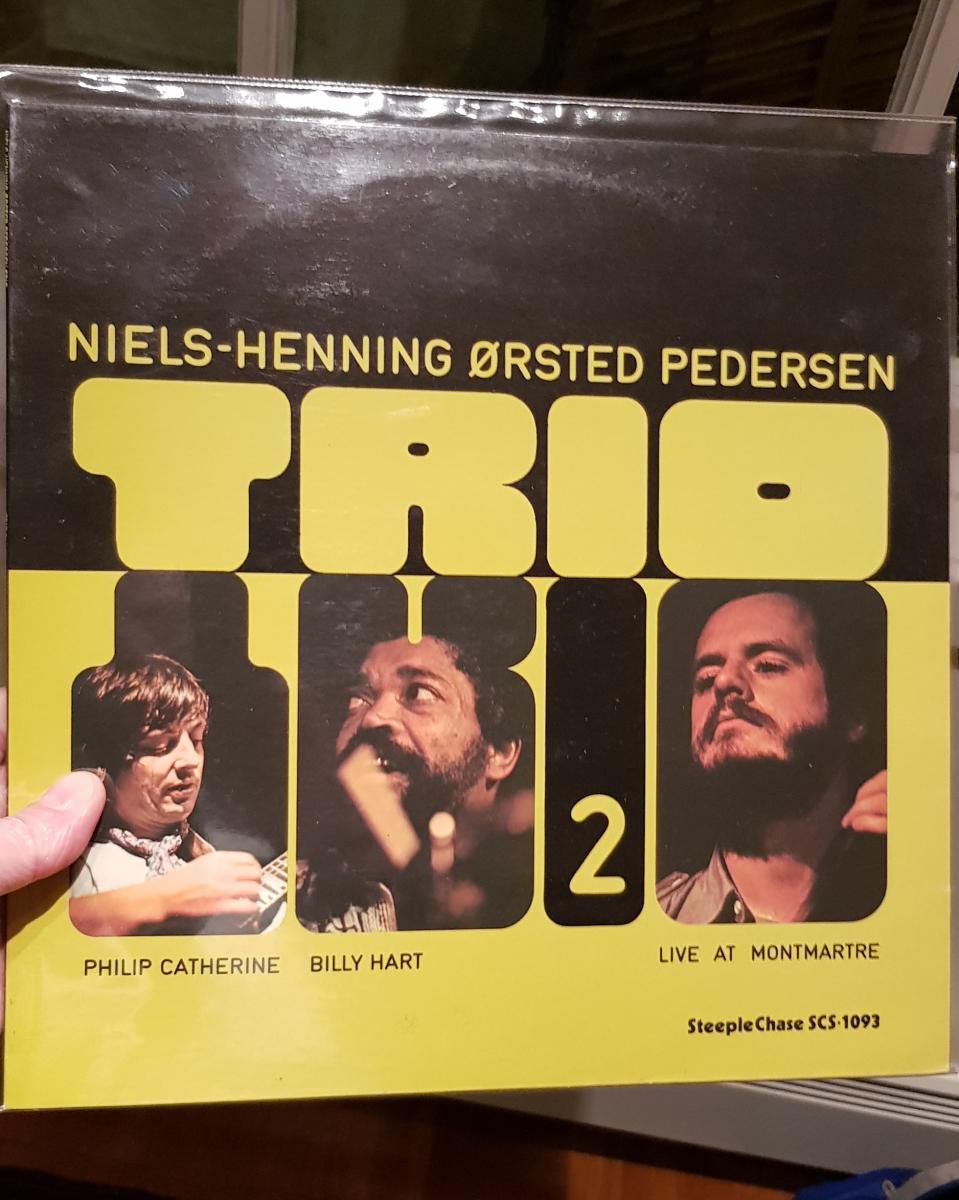 NIELS-HENNING ØRSTED PEDERSEN
TRIO
2
PHILIP CATHERINE BILLY HART
LIVE AT MONTMARTRE
SteepleChase SCS-1093